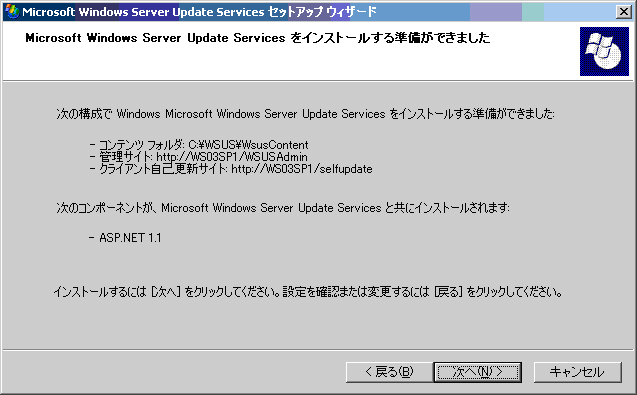 Microsoft Windows Server Update Services セットアップ ウィザード
Microsoft Windows Server Update Services をインストールする準備ができました
次の構成で Windows Microsoft Windows Server Update Services をインストールする準備ができました:
- コンテンツ フォルダ: C:¥WSUS¥WsusContent
- 管理サイト: http://WS03SP1/WSUSAdmin
- クライアント自己更新サイト: http://WS03SP1/selfupdate
次のコンポーネントが、Microsoft Windows Server Update Services と共にインストールされます:
- ASP.NET 1.1
インストールするには [次へ] をクリックしてください。設定を確認または変更するには [戻る] をクリックしてください。
< 戻る(B) 次へ(N) > キャンセル